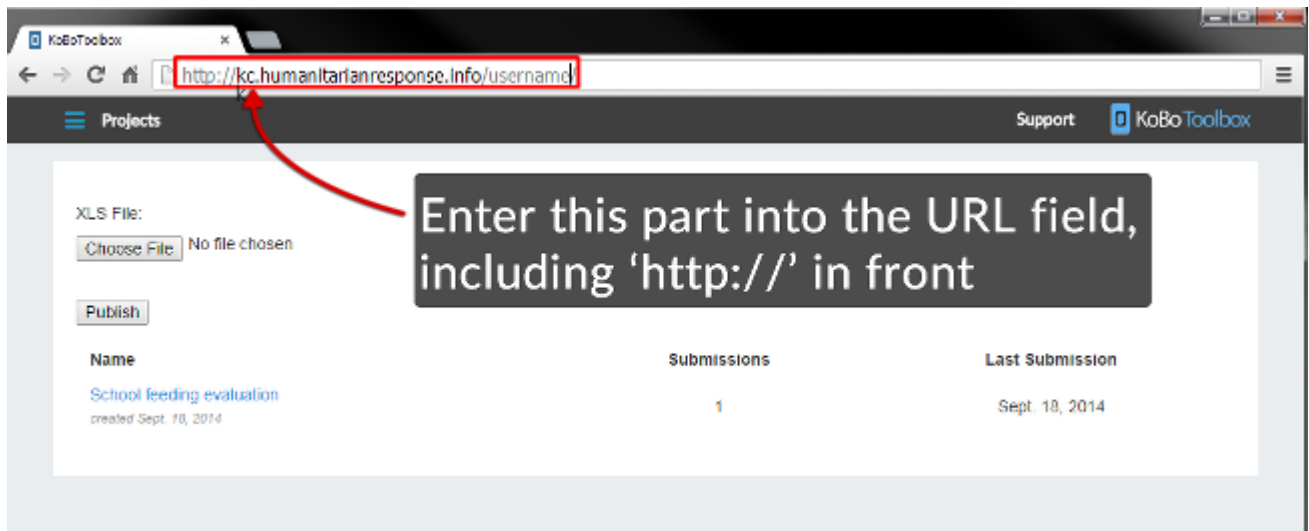 KoBoToolbox
http://kc.humanitarianresponse.info/username/
Projects
Support
KoBoToolbox
XLS File:
Choose File No file chosen
Enter this part into the URL field,
including ‘http://’ in front
Publish
Name Submissions Last Submission
School feeding evaluation 1 Sept. 18, 2014
created Sept. 18, 2014